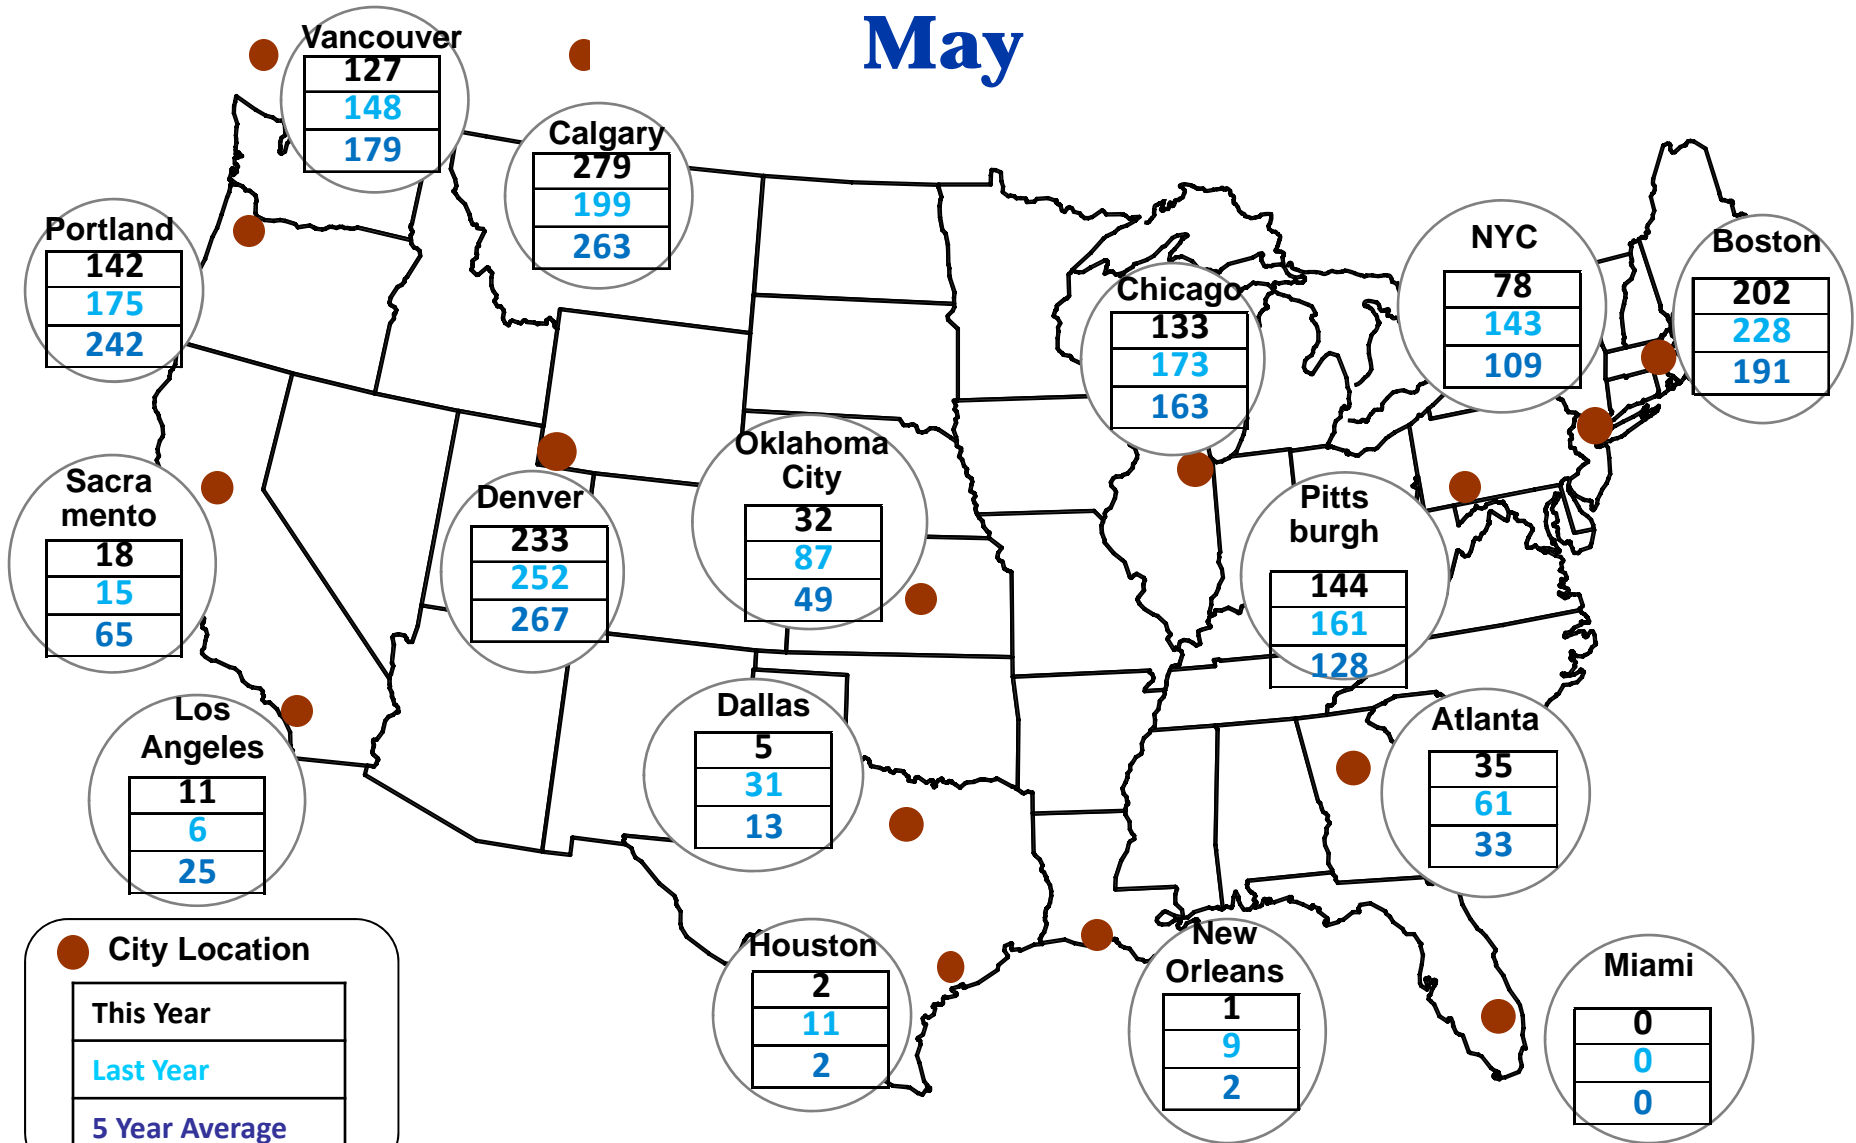 May
Vancouver
127
148
179
Calgary
279
199
263
Portland
142
175
242
Chicago
133
173
163
NYC
78
143
109
Boston
202
228
191
Sacra
mento
18
15
65
Denver
233
252
267
Oklahoma
City
32
87
49
Pitts
burgh
144
161
128
Los
Angeles
11
6
25
Dallas
5
31
13
Atlanta
35
61
33
Houston
2
11
2
New
Orleans
1
9
2
Miami
0
0
0
City Location
This Year
Last Year
5 Year Average